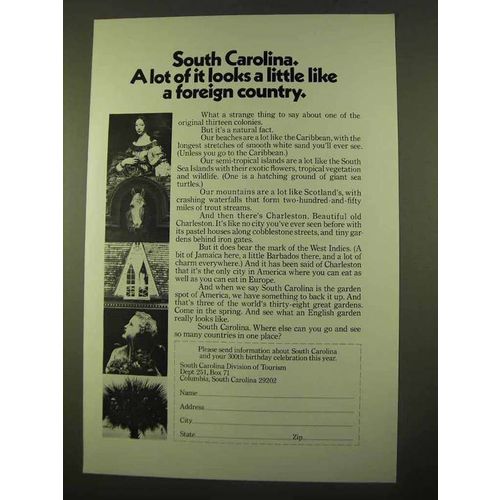 South Carolina.
A lot of it looks a little like
a foreign country.
What a strange thing to say about one of the
original thirteen colonies.
But it's a natural fact.
Our beaches are a lot like the Caribbean, with the
longest stretches of smooth white sand you'll ever see.
(Unless you go to the Caribbean.)
Our semi-tropical islands are a lot like the South
Sea Islands with their exotic flowers, tropical vegetation
and wildlife. (One is a hatching ground of giant sea
turtles.)
Our mountains are a lot like Scotland's, with
crashing waterfalls that form two-hundred-and-fifty
miles of trout streams.
And then there's Charleston. Beautiful old
Charleston. It's like no city you've ever seen before with
its pastel houses along cobblestone streets, and tiny gar-
dens behind iron gates.
But it does bear the mark of the West Indies. (A
bit of Jamaica here, a little Barbados there, and a lot of
charm everywhere.) And it has been said of Charleston
that it's the only city in America where you can eat as
well as you can eat in Europe.
And when we say South Carolina is the garden
spot of America, we have something to back it up. And
that's three of the world's thirty-eight great gardens.
Come in the spring. And see what an English garden
really looks like.
South Carolina. Where else can you go and see
so many countries in one place?
Please send information about South Carolina
and your 300th birthday celebration this year.
South Carolina Division of Tourism
Dept 251, Box 71
Columbia, South Carolina 29202
Name
Address
City
State Zip